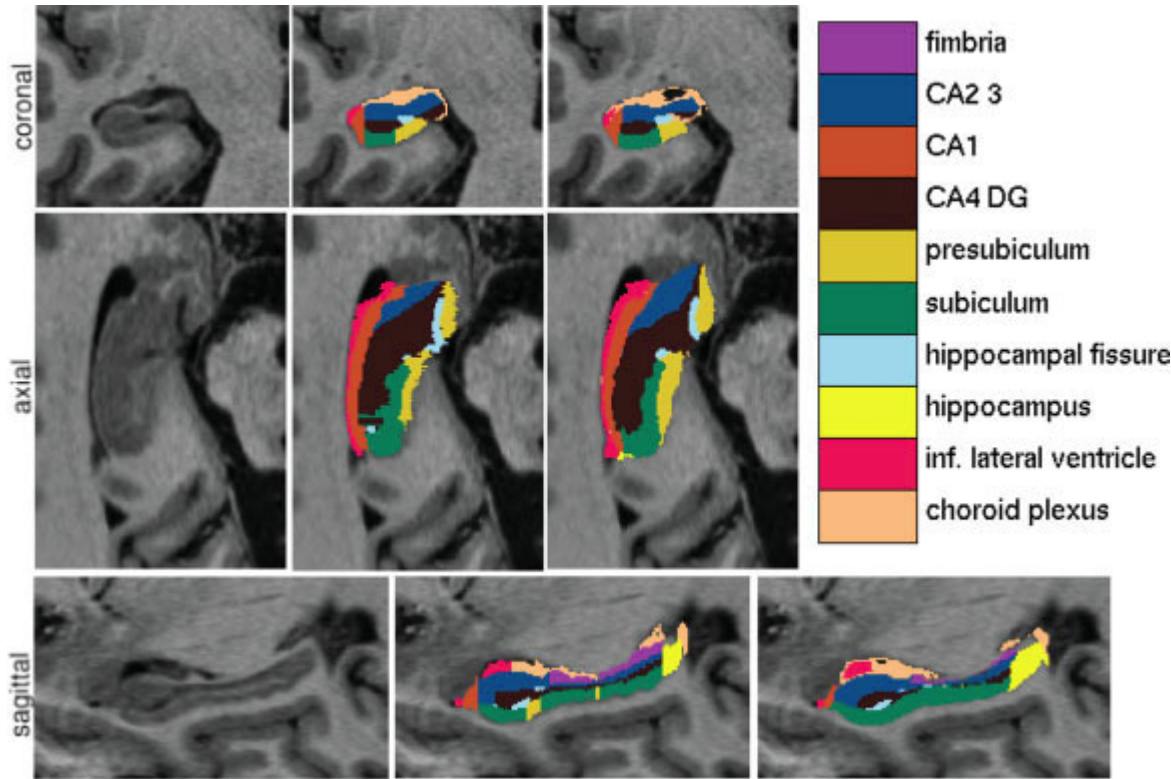 coronal
axial
sagittal
fimbria
CA2 3
CA1
CA4 DG
presubiculum
subiculum
hippocampal fissure
hippocampus
inf. lateral ventricle
choroid plexus